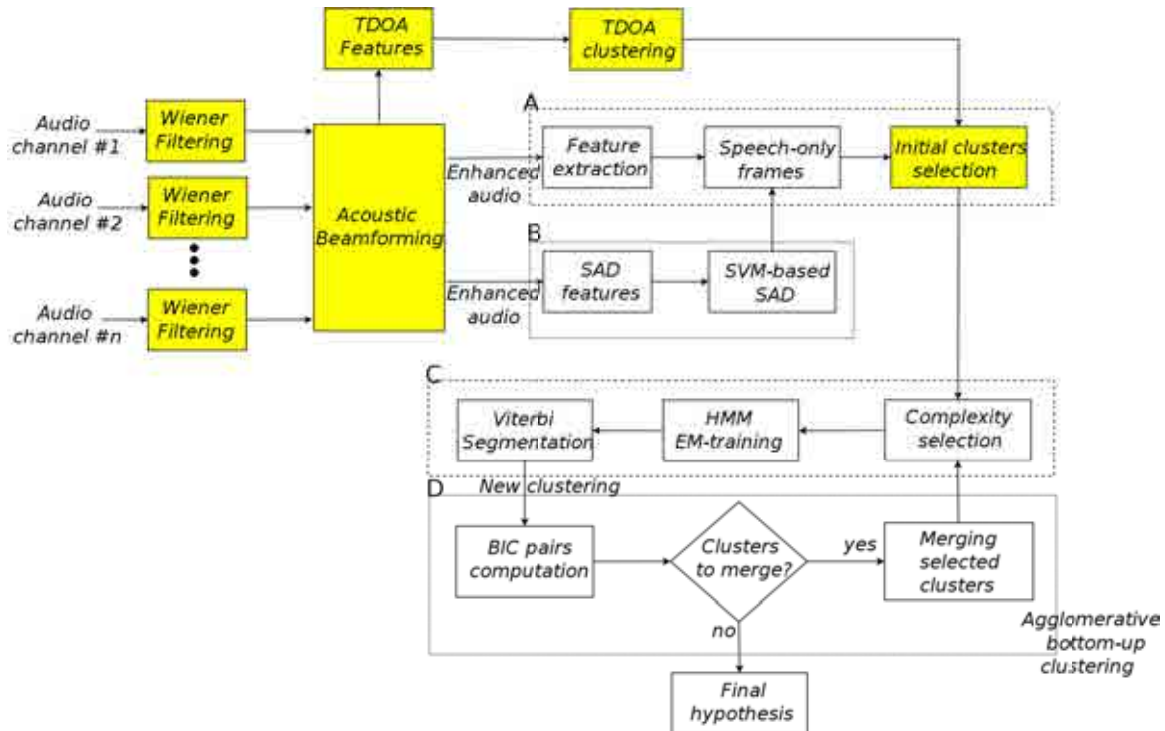 TDOA
Features
TDOA
clustering
A
Audio
channel #1
Wiener
Filtering
Feature
extraction
Speech-only
frames
Initial clusters
selection
Enhanced
audio
Audio
channel #2
Wiener
Filtering
Acoustic
Beamforming
B
SAD
features
SVM-based
SAD
Enhanced
audio
Audio
channel #n
Wiener
Filtering
C
Viterbi
Segmentation
HMM
EM-training
Complexity
selection
New clustering
D
BIC pairs
computation
Clusters
to merge?
yes
Merging
selected
clusters
no
Agglomerative
bottom-up
clustering
Final
hypothesis